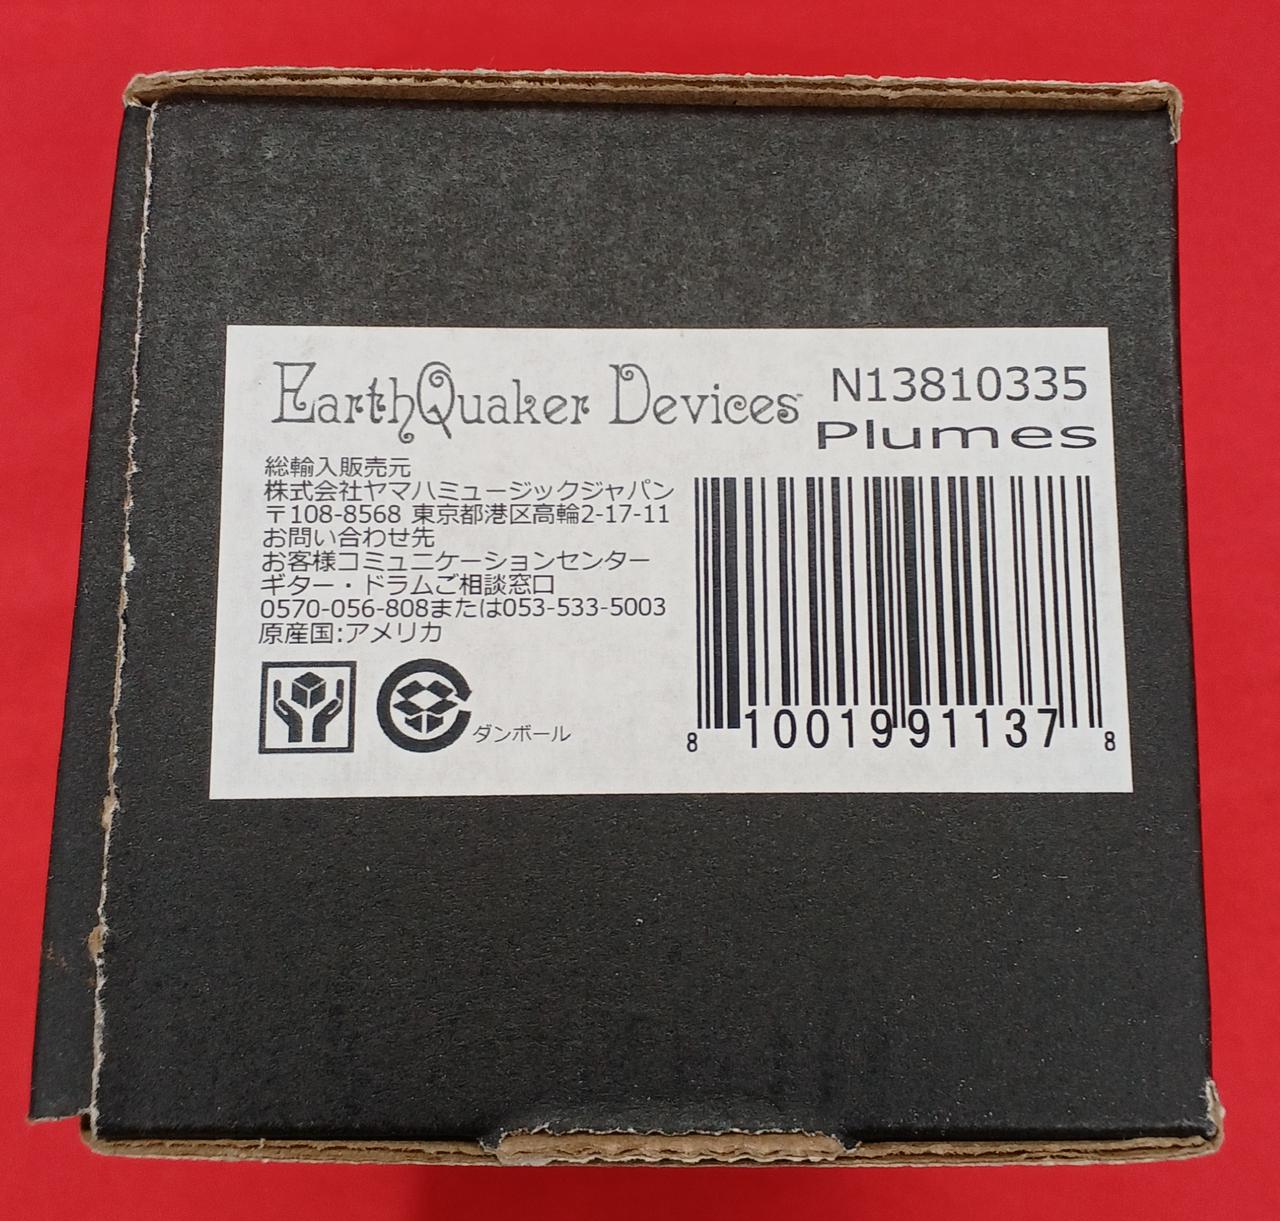 EarthQuaker Devices
N13810335
Plumes
総輸入販売元
株式会社ヤマハミュージックジャパン
〒108-8568 東京都港区高輪2-17-11
お問い合わせ先
お客様コミュニケーションセンター
ギター・ドラムご相談窓口
0570-056-808または053-533-5003
原産国:アメリカ
ダンボール
8 10019 91137 8